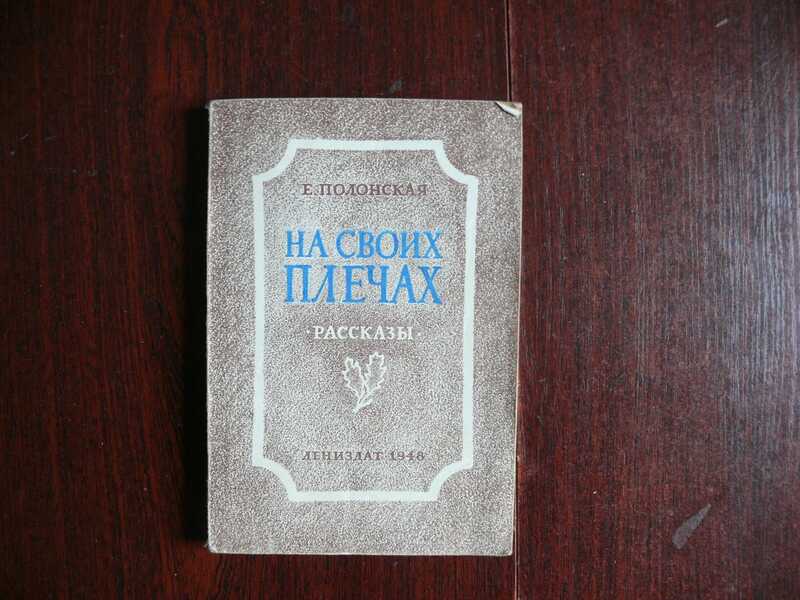 Е. ПОЛОНСКАЯ
НА СВОИХ
ПЛЕЧАХ
·РАССКАЗЫ·
ЛЕНИЗДАТ 1948